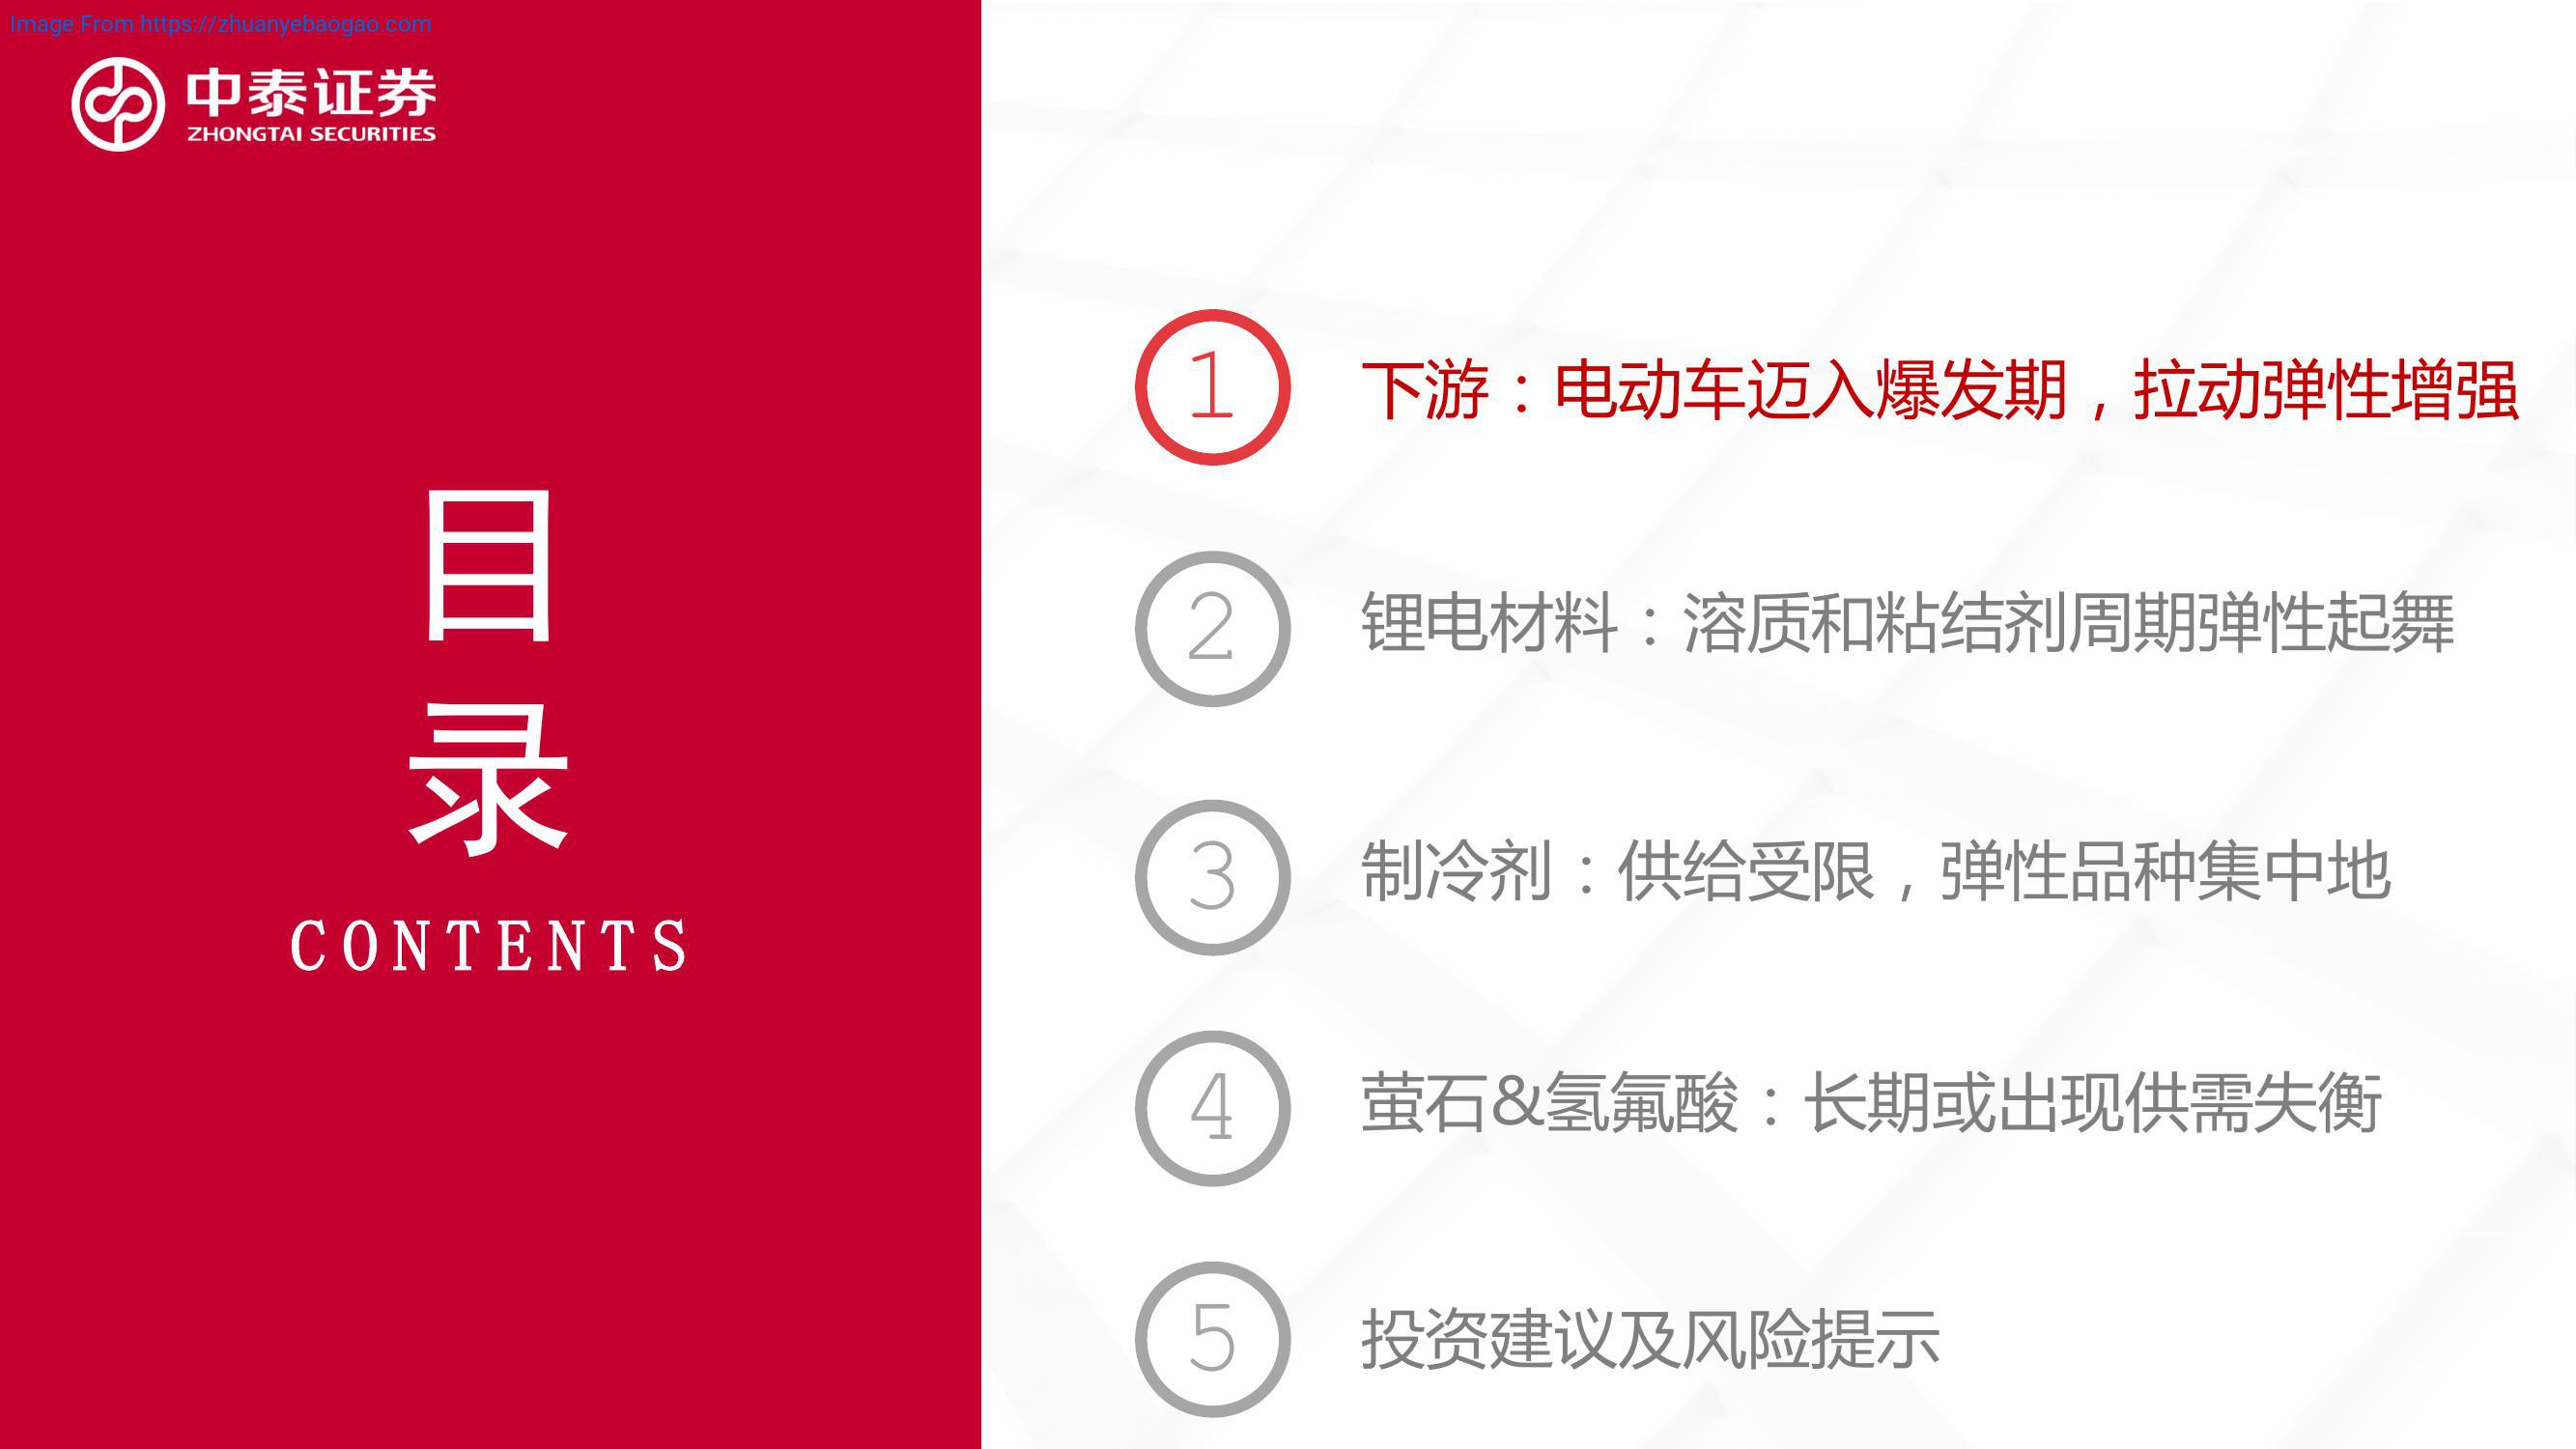 Image From https://zhuanyebaogao.com
中泰证券
ZHONGTAI SECURITIES
目
录
CONTENTS
1 下游：电动车迈入爆发期，拉动弹性增强
2 锂电材料：溶质和粘结剂周期弹性起舞
3 制冷剂：供给受限，弹性品种集中地
4 萤石&氢氟酸：长期或出现供需失衡
5 投资建议及风险提示